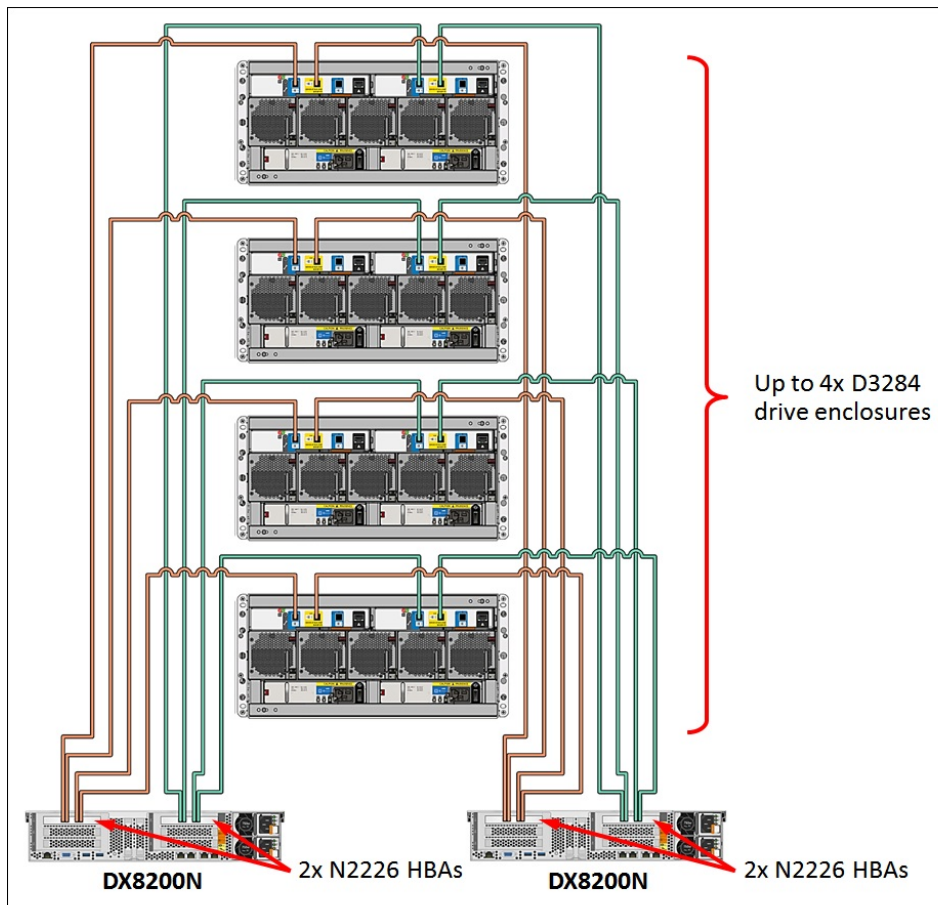 Up to 4x D3284
drive enclosures
2x N2226 HBAs
DX8200N
2x N2226 HBAs
DX8200N